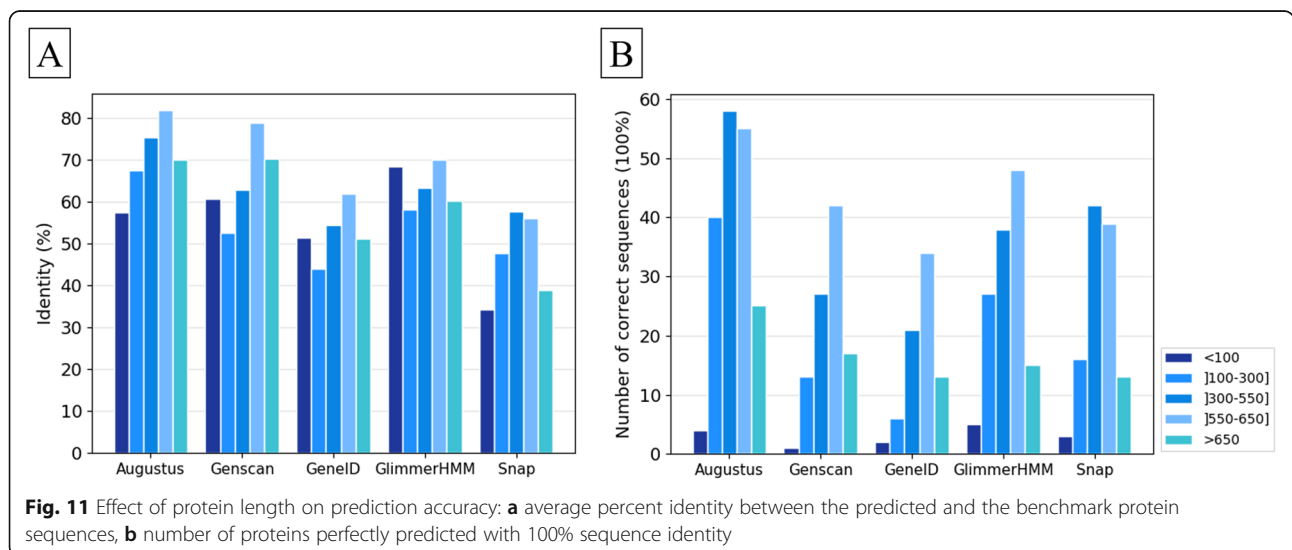 A
Identity (%)
80
70
60
50
40
30
20
10
0
Augustus Genscan GeneID GlimmerHMM Snap
B
Number of correct sequences (100%)
60
50
40
30
20
10
0
Augustus Genscan GeneID GlimmerHMM Snap
<100
]100-300]
]300-550]
]550-650]
>650
Fig. 11 Effect of protein length on prediction accuracy: a average percent identity between the predicted and the benchmark protein
sequences, b number of proteins perfectly predicted with 100% sequence identity